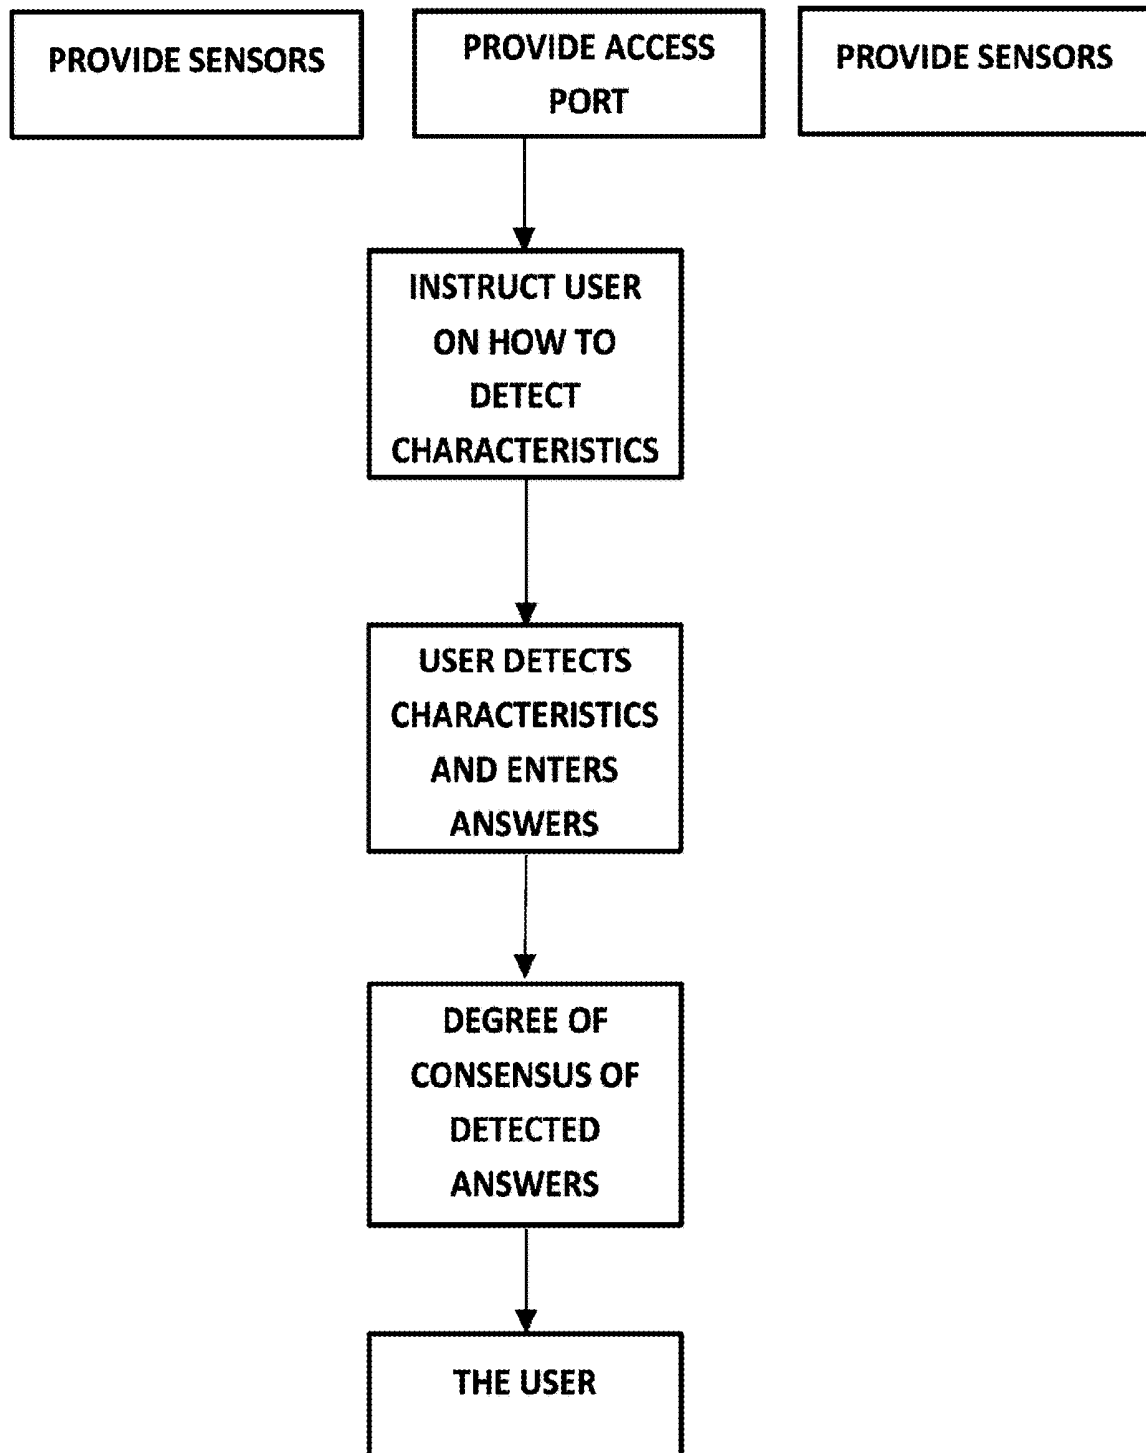 PROVIDE SENSORS
PROVIDE ACCESS
PORT
PROVIDE SENSORS
INSTRUCT USER
ON HOW TO
DETECT
CHARACTERISTICS
USER DETECTS
CHARACTERISTICS
AND ENTERS
ANSWERS
DEGREE OF
CONSENSUS OF
DETECTED
ANSWERS
THE USER